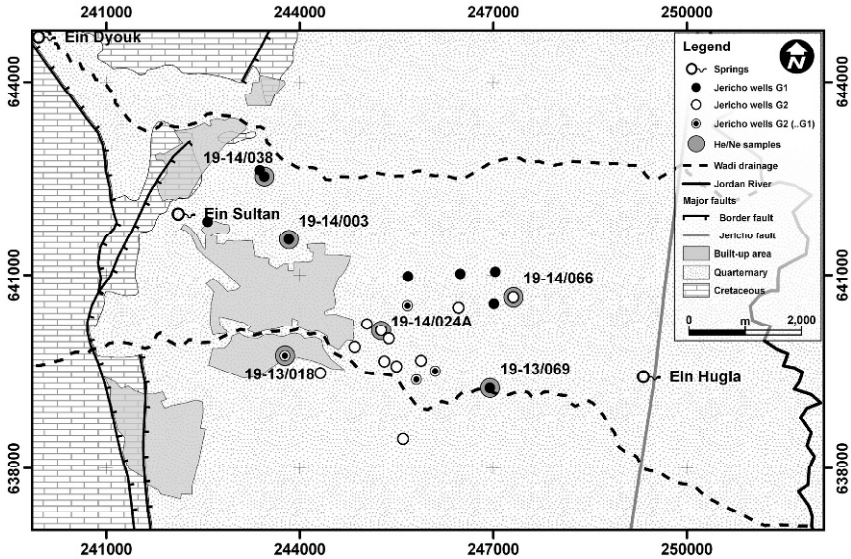 241000 244000 247000 250000
Ein Dyouk
644000
644000
Legend
N
Springs
Jericho wells G1
Jericho wells G2
Jericho wells G2 (..G1)
He/Ne samples
Wadi drainage
Jordan River
Major faults
Border fault
Jericho fault
Built-up area
Quaternary
Cretaceous
0 m 2,000
19-14/038
Ein Sultan
19-14/003
641000
641000
19-14/066
19-14/024A
19-13/018
19-13/069
Ein Hugla
638000
638000
241000 244000 247000 250000